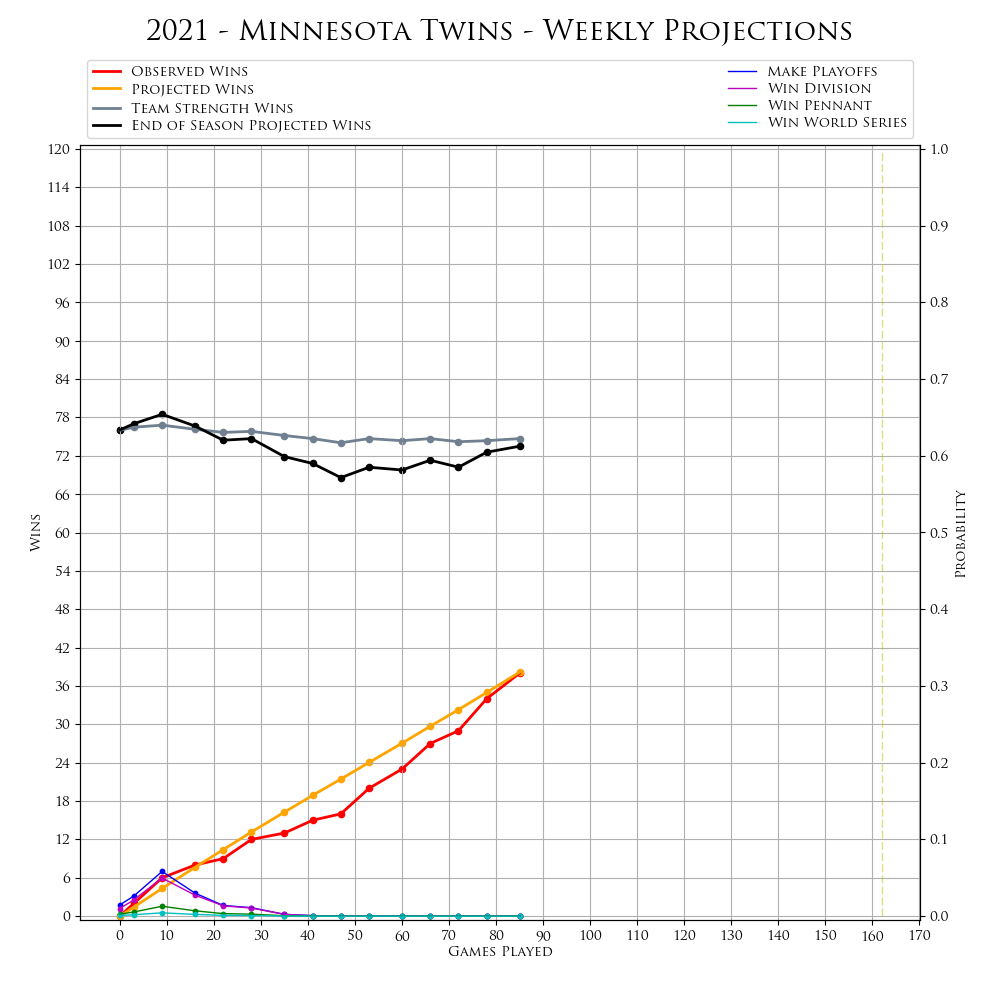 2021 - Minnesota Twins - Weekly Projections
Observed Wins
Projected Wins
Team Strength Wins
End of Season Projected Wins
Make Playoffs
Win Division
Win Pennant
Win World Series
120
114
108
102
96
90
84
78
72
66
60
54
48
42
36
30
24
18
12
6
0
Wins
1.0
0.9
0.8
0.7
0.6
0.5
0.4
0.3
0.2
0.1
0.0
Probability
0 10 20 30 40 50 60 70 80 90 100 110 120 130 140 150 160 170
Games Played